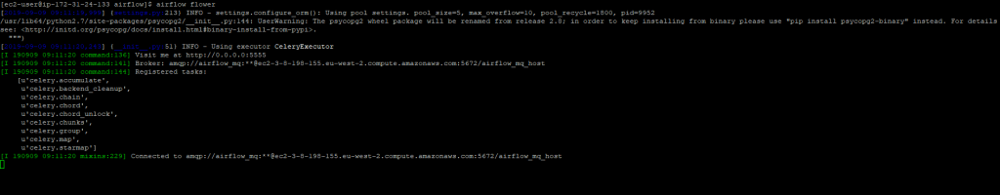 [ec2-user@ip-172-31-24-133 airflow]$ airflow flower
213} INFO - settings.configure_orm(): Using pool settings. pool_size=5, max_overflow=10, pool_recycle=1800, pid=9952
/usr/lib64/python2.7/site-packages/psycopg2/__init__.py:144: UserWarning: The psycopg2 wheel package will be renamed from release 2.8; in order to keep installing from binary please use "pip install psycopg2-binary" instead. For details
see: <http://initd.org/psycopg/docs/install.html#binary-install-from-pypi>.
""")
51} INFO - Using executor CeleryExecutor
[I 190909 09:11:20 command:136] Visit me at http://0.0.0.0:5555
[I 190909 09:11:20 command:141] Broker: amqp://airflow_mq:**@ec2-3-8-198-155.eu-west-2.compute.amazonaws.com:5672/airflow_mq_host
[I 190909 09:11:20 command:144] Registered tasks:
[u'celery.accumulate',
u'celery.backend_cleanup',
u'celery.chain',
u'celery.chord',
u'celery.chord_unlock',
u'celery.chunks',
u'celery.group',
u'celery.map',
u'celery.starmap']
[I 190909 09:11:20 mixins:229] Connected to amqp://airflow_mq:**@ec2-3-8-198-155.eu-west-2.compute.amazonaws.com:5672/airflow_mq_host